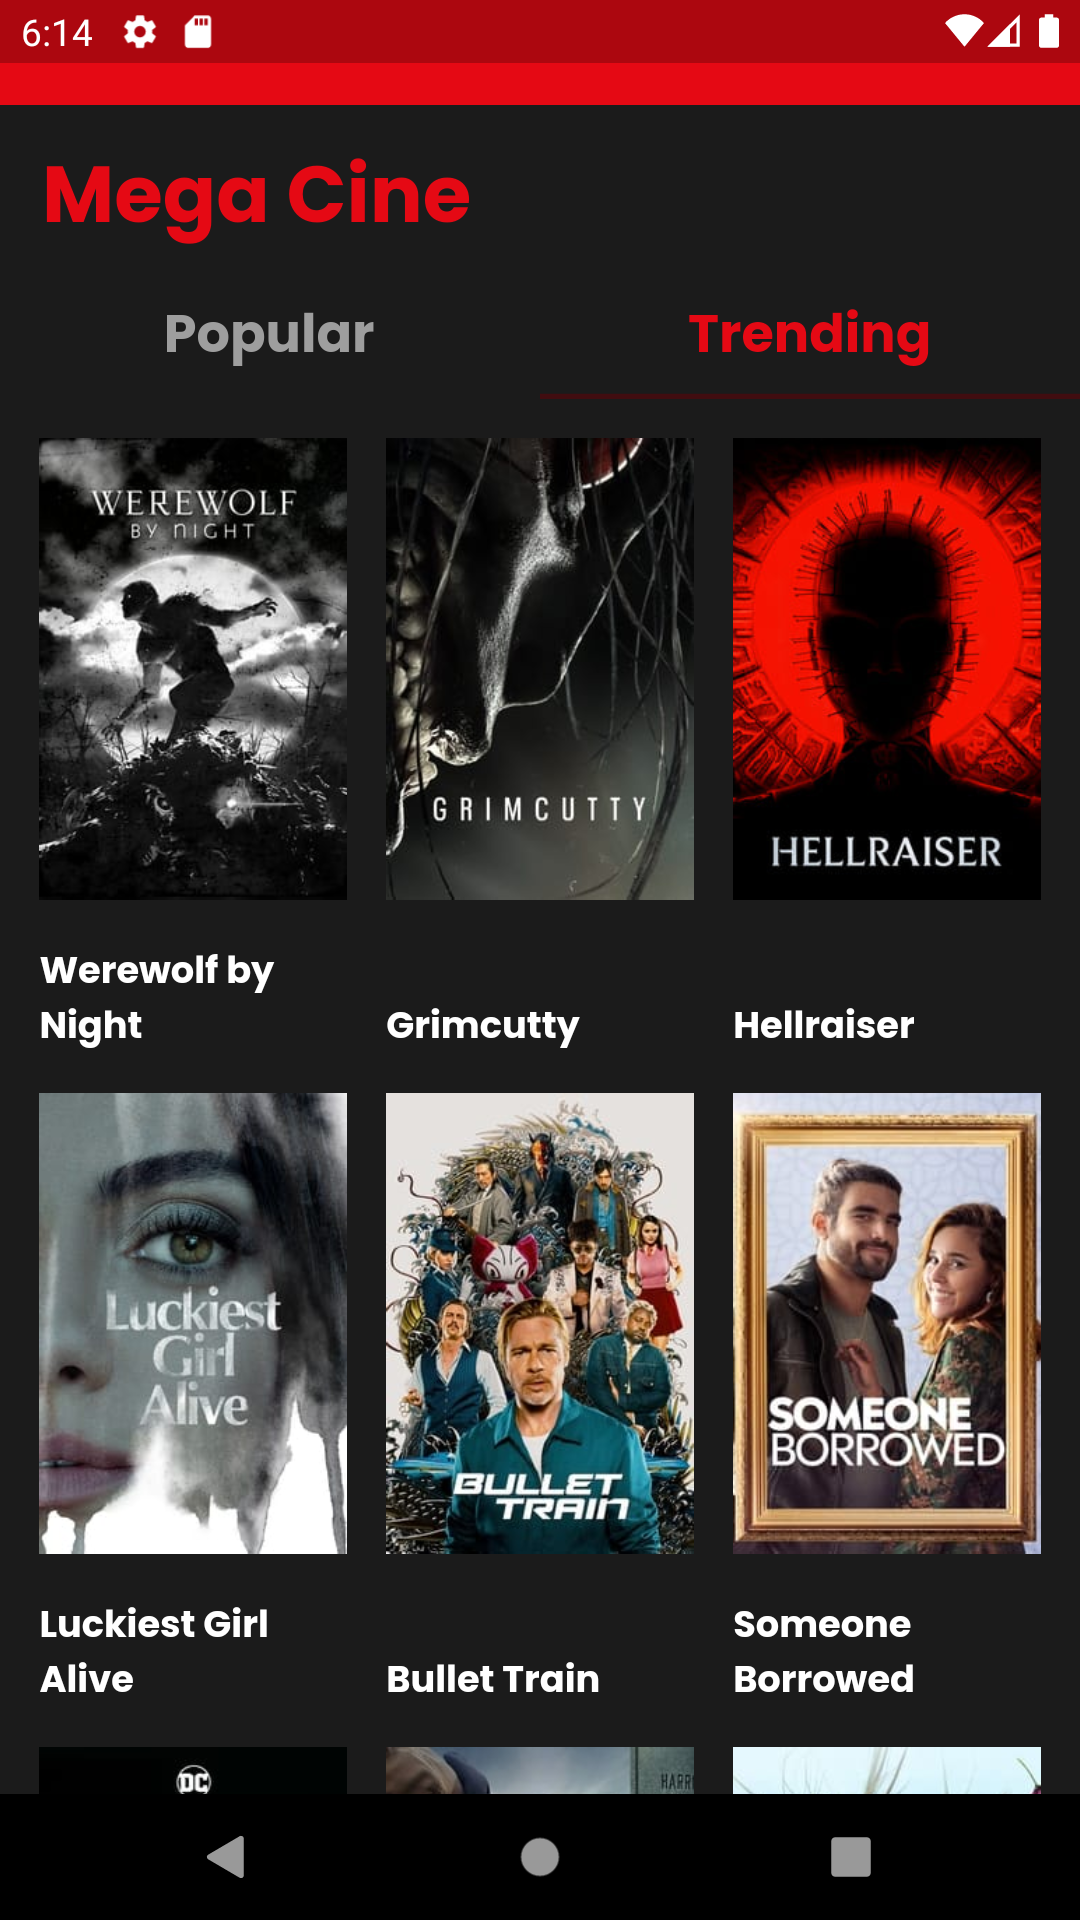 6:14
Mega Cine
Popular
Trending
WEREWOLF
BY NIGHT
GRIMCUTTY
HELLRAISER
Werewolf by
Night
Grimcutty
Hellraiser
Luckiest
Girl
Alive
BULLET
TRAIN
SOMEONE
BORROWED
Luckiest Girl
Alive
Bullet Train
Someone
Borrowed
DC
HARR